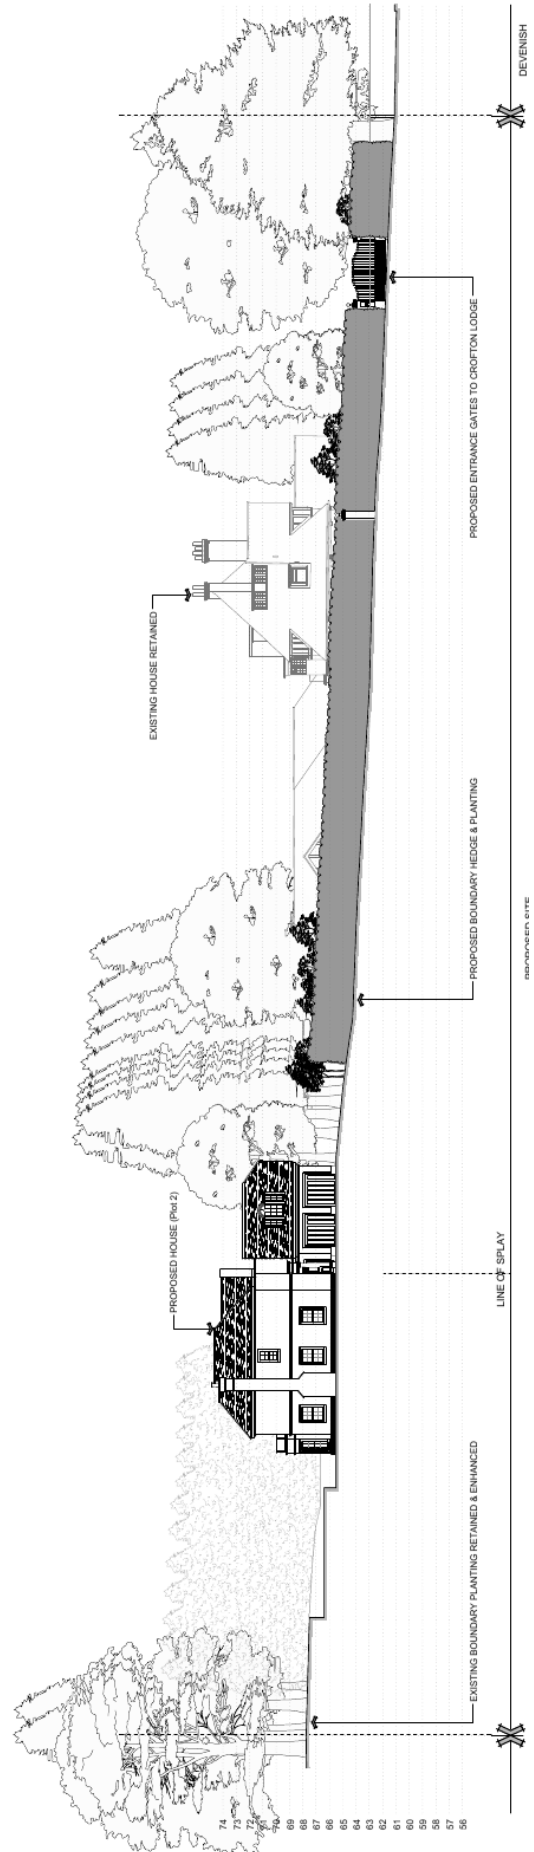 EXISTING HOUSE RETAINED
PROPOSED HOUSE (Plot 2)
74
73
72
71
70
69
68
67
66
65
64
63
62
61
60
59
58
57
56
EXISTING BOUNDARY PLANTING RETAINED & ENHANCED
PROPOSED BOUNDARY HEDGE & PLANTING
PROPOSED ENTRANCE GATES TO CROFTON LODGE
LINE OF SPLAY
PROPOSED SITE
DEVENISH